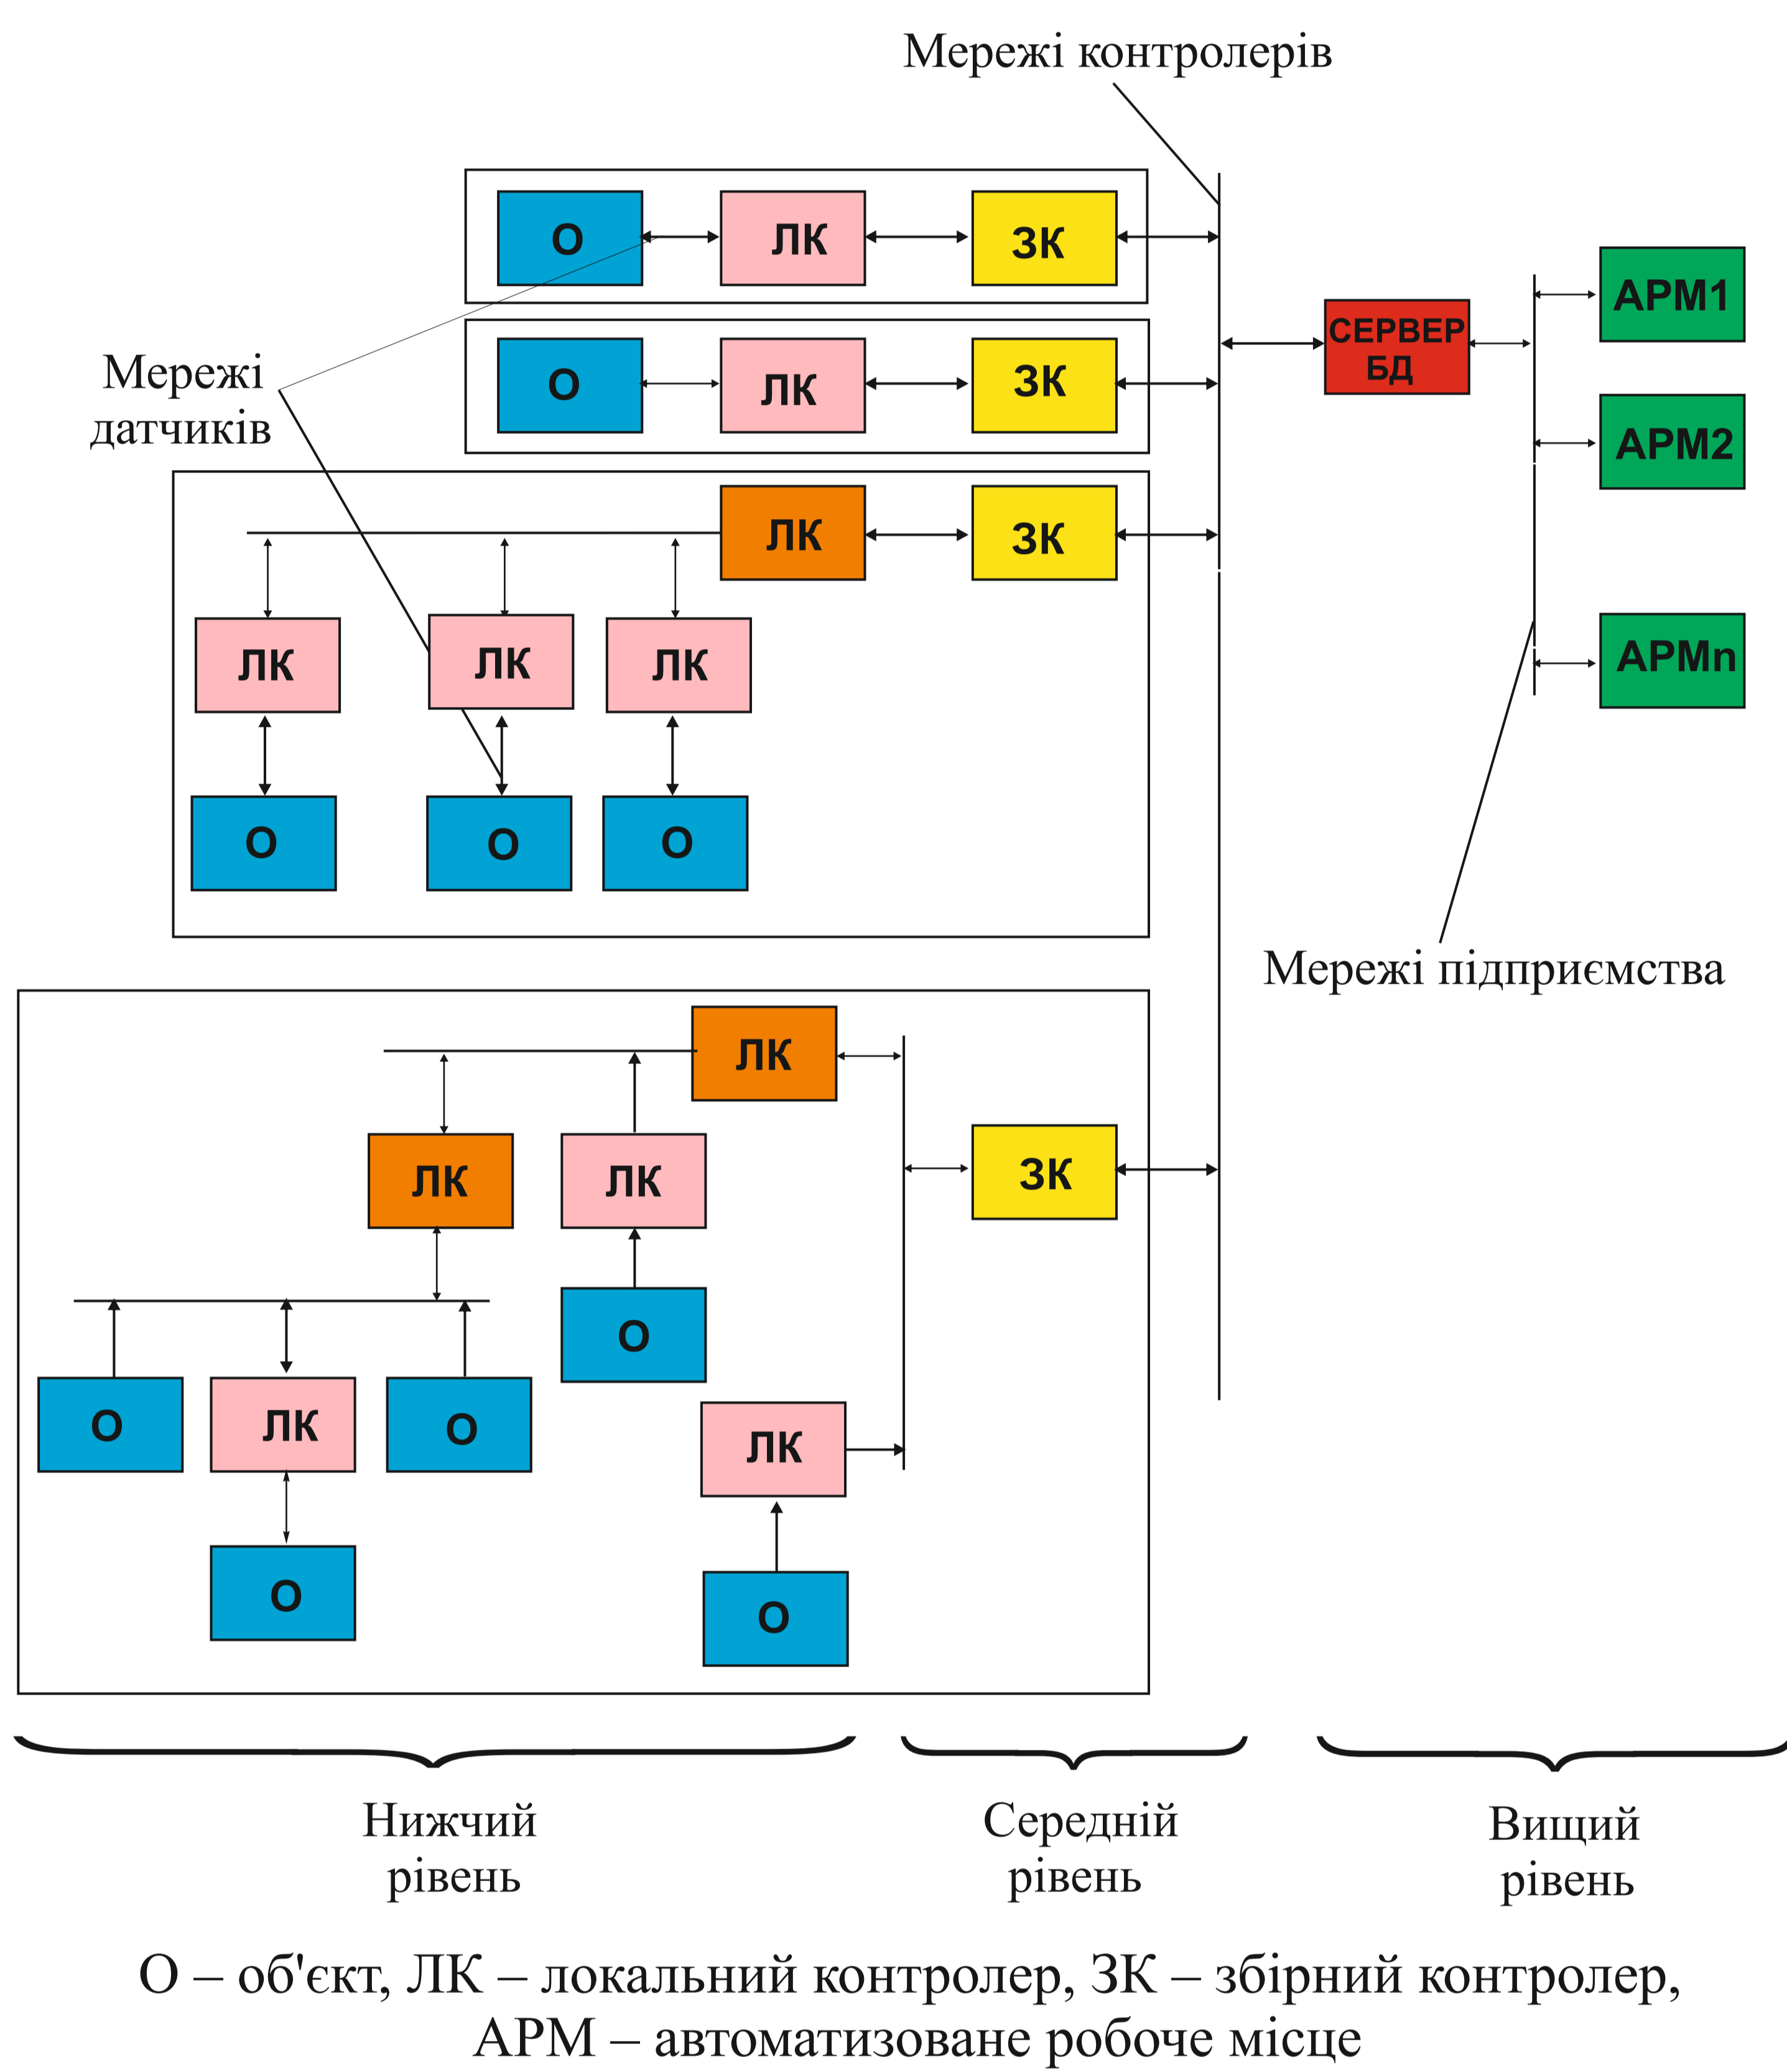 Мережі контролерів
О
ЛК
ЗК
АРМ1
СЕРВЕР
БД
Мережі
датчиків
О
ЛК
ЗК
АРМ2
ЛК
ЗК
ЛК
ЛК
ЛК
АРМn
О
О
О
Мережі підприємства
ЛК
ЛК
ЛК
ЗК
О
О
ЛК
О
ЛК
О
О
Нижчий
рівень
Середній
рівень
Вищий
рівень
О – об'єкт, ЛК – локальний контролер, ЗК – збірний контролер,
АРМ – автоматизоване робоче місце